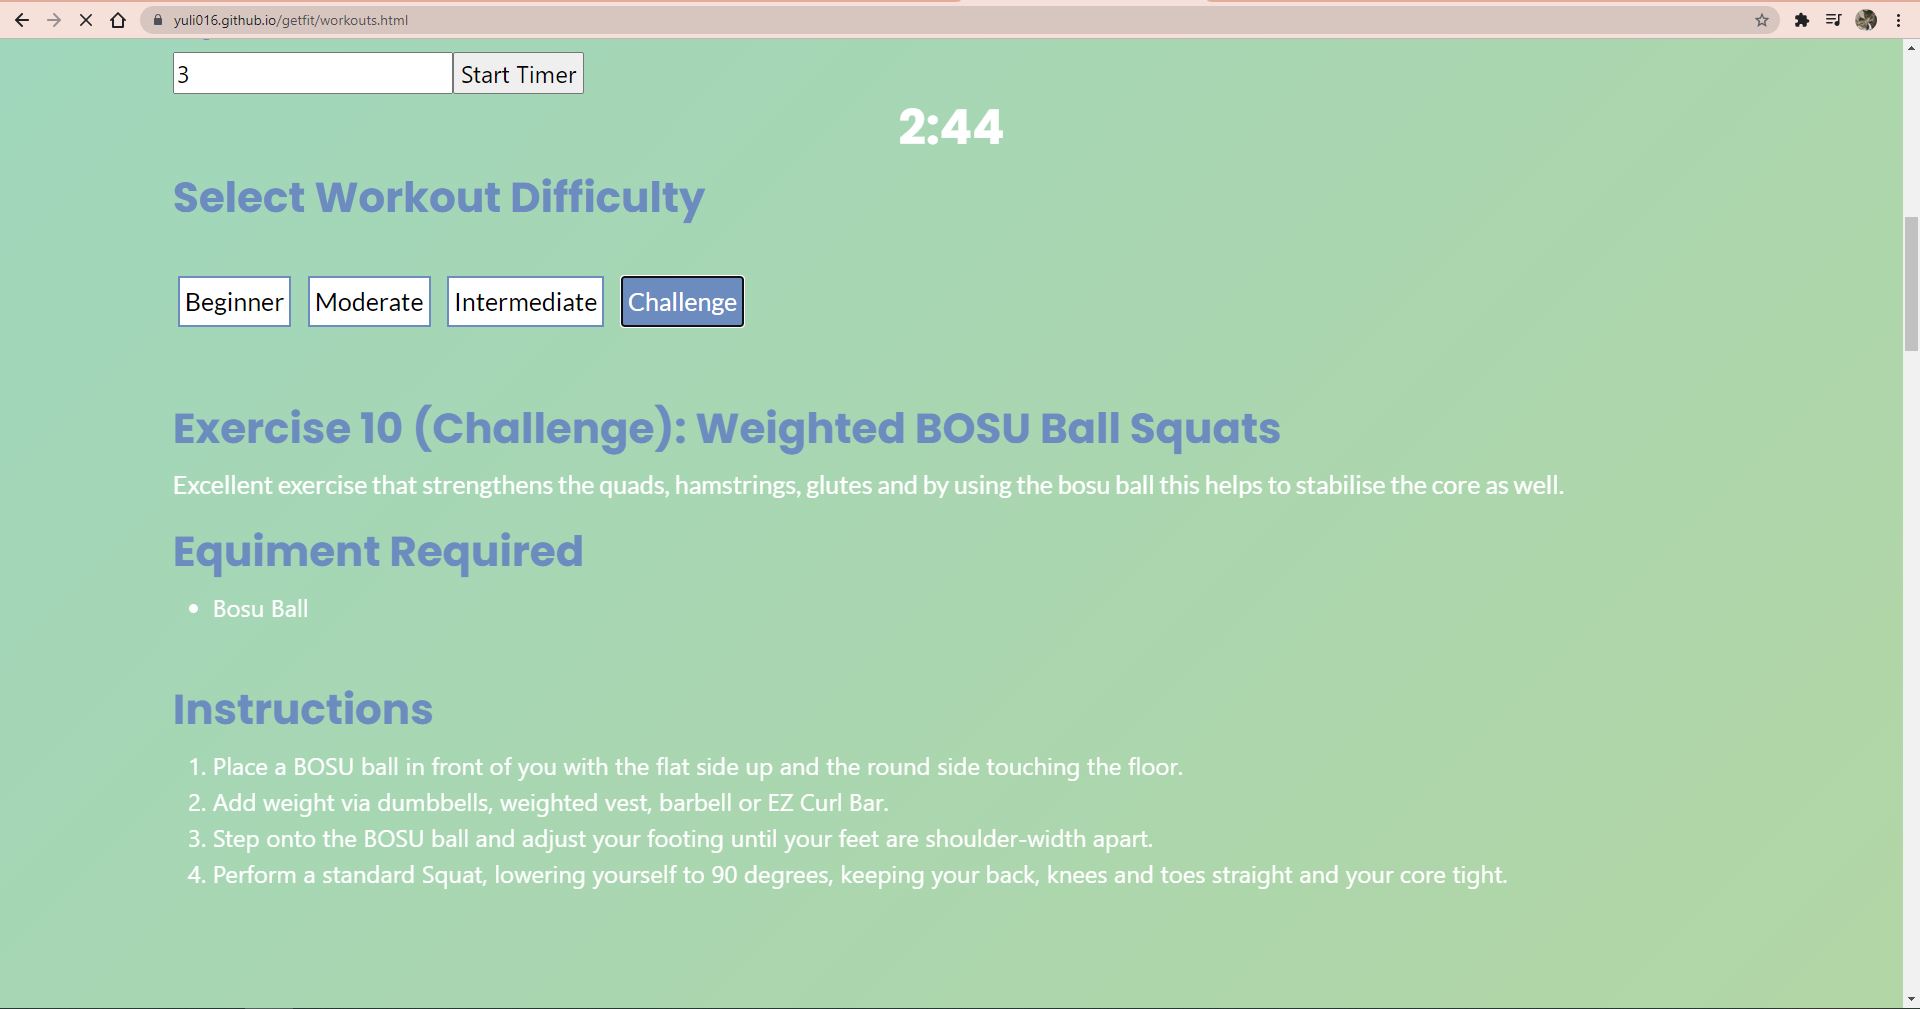 yuli016.github.io/getfit/workouts.html
3
Start Timer
2:44
Select Workout Difficulty
Beginner Moderate Intermediate Challenge
Exercise 10 (Challenge): Weighted BOSU Ball Squats
Excellent exercise that strengthens the quads, hamstrings, glutes and by using the bosu ball this helps to stabilise the core as well.
Equiment Required
• Bosu Ball
Instructions
1. Place a BOSU ball in front of you with the flat side up and the round side touching the floor.
2. Add weight via dumbbells, weighted vest, barbell or EZ Curl Bar.
3. Step onto the BOSU ball and adjust your footing until your feet are shoulder-width apart.
4. Perform a standard Squat, lowering yourself to 90 degrees, keeping your back, knees and toes straight and your core tight.